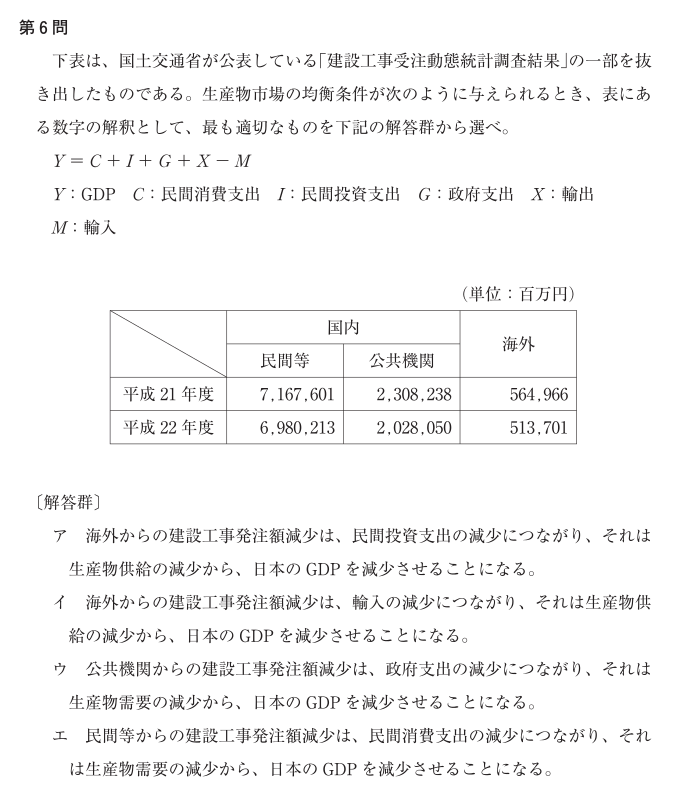 第6問
下表は、国土交通省が公表している「建設工事受注動態統計調査結果」の一部を抜
き出したものである。生産物市場の均衡条件が次のように与えられるとき、表にあ
る数字の解釈として、最も適切なものを下記の解答群から選べ。
Y = C + I + G + X − M
Y：GDP　C：民間消費支出　I：民間投資支出　G：政府支出　X：輸出
M：輸入
（単位：百万円）
国内
海外
民間等 公共機関
平成 21 年度 7,167,601 2,308,238 564,966
平成 22 年度 6,980,213 2,028,050 513,701
〔解答群〕
ア　海外からの建設工事発注額減少は、民間投資支出の減少につながり、それは
生産物供給の減少から、日本の GDP を減少させることになる。
イ　海外からの建設工事発注額減少は、輸入の減少につながり、それは生産物供
給の減少から、日本の GDP を減少させることになる。
ウ　公共機関からの建設工事発注額減少は、政府支出の減少につながり、それは
生産物需要の減少から、日本の GDP を減少させることになる。
エ　民間等からの建設工事発注額減少は、民間消費支出の減少につながり、それ
は生産物需要の減少から、日本の GDP を減少させることになる。